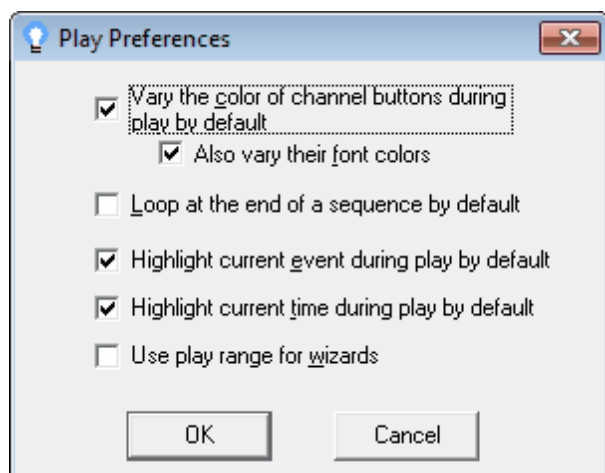 Play Preferences
Vary the color of channel buttons during
play by default
Also vary their font colors
Loop at the end of a sequence by default
Highlight current event during play by default
Highlight current time during play by default
Use play range for wizards
OK
Cancel